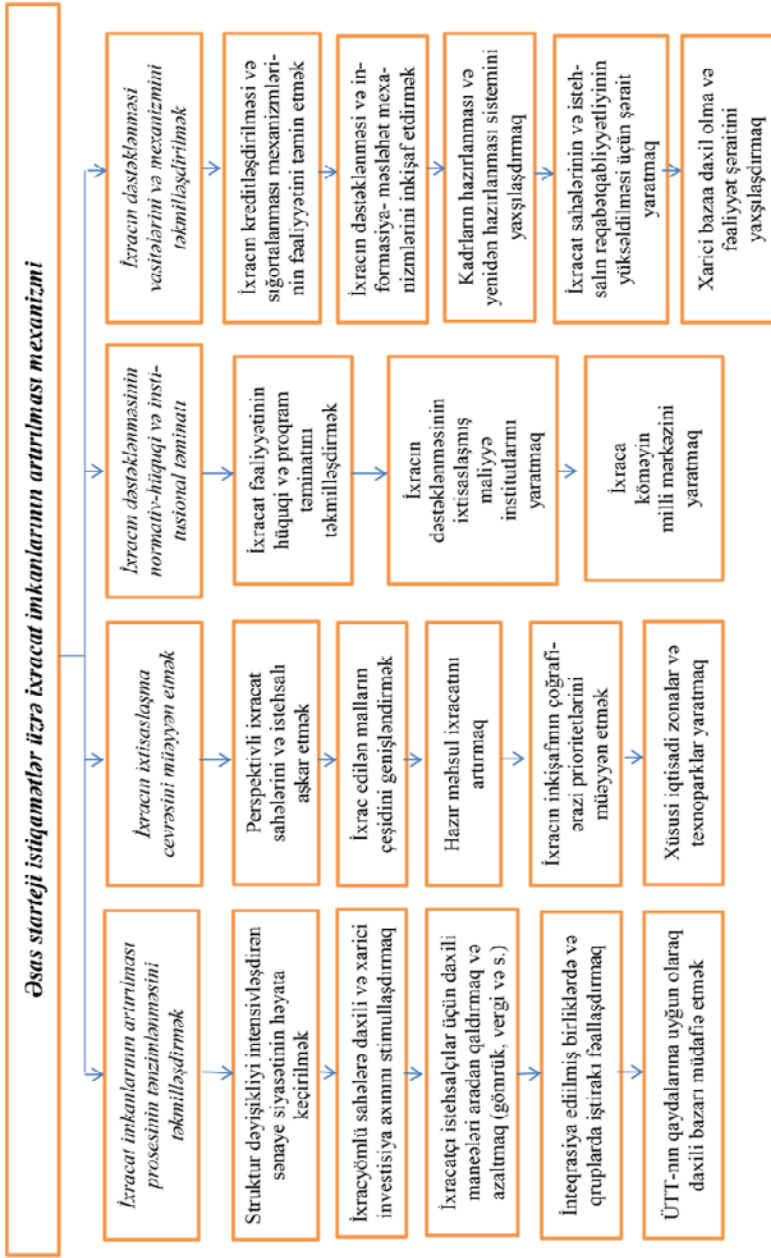 Əsas starteji istiqamətlər üzrə ixracat imkanlarının artırılması mexanizmi
İxracat imkanlarının artırılması
prosesinin tənzimlənməsini
təkmilləşdirmək
Struktur dəyişikliyi intensivləşdirən
sənaye siyasətinin həyata
keçirilmək
İxracyömlü sahələrə daxili və xarici
investisiya axınını stimullaşdırmaq
İxracatçı istehsalçılar üçün daxili
maneələri aradan qaldırmaq və
azaltmaq (gömrük, vergi və s.)
İnteqrasiya edilmiş birliklərdə və
qruplarda iştirakı fəallaşdırmaq
ÜTT-nın qaydalarına uyğun olaraq
daxili bazarı müdafiə etmək
İxracın ixtisaslaşma
cevrəsini müəyyən etmək
Perspektivli ixracat
sahələrini və istehsalı
aşkar etmək
İxrac edilən malların
çeşidini genişləndirmək
Hazır məhsul ixracatını
artırmaq
İxracın inkişafının çoğrafi-
ərazi prioritetlərini
müəyyən etmək
Xüsusi iqtisadi zonalar və
texnoparklar yaratmaq
İxracın dəstəklənməsinin
normativ-hüquqi və insti-
tusional təminatı
İxracat fəaliyyətinin
hüquqi və proqram
təminatını
təkmilləşdirmək
İxracın
dəstəklənməsinin
ixtisaslaşmış
maliyyə
institutlarını
yaratmaq
İxraca
köməyin
milli mərkəzini
yaratmaq
İxracın dəstəklənməsi
vasitələrini və mexanizmini
təkmilləşdirilmək
İxracın kreditləşdirilməsi və
sığortalanması mexanizmləri-
nin fəaliyyətini təmin etmək
İxracın dəstəklənməsi və in-
formasiya- məsləhət mexa-
nizmlərini inkişaf etdirmək
Kadrların hazırlanması və
yenidən hazırlanması sistemini
yaxşılaşdırmaq
İxracat sahələrinin və isteh-
salın rəqabətqabliyyətliyinin
yüksəldilməsi üçün şərait
yaratmaq
Xarici bazaa daxil olma və
fəaliyyət şəraitini
yaxşılaşdırmaq